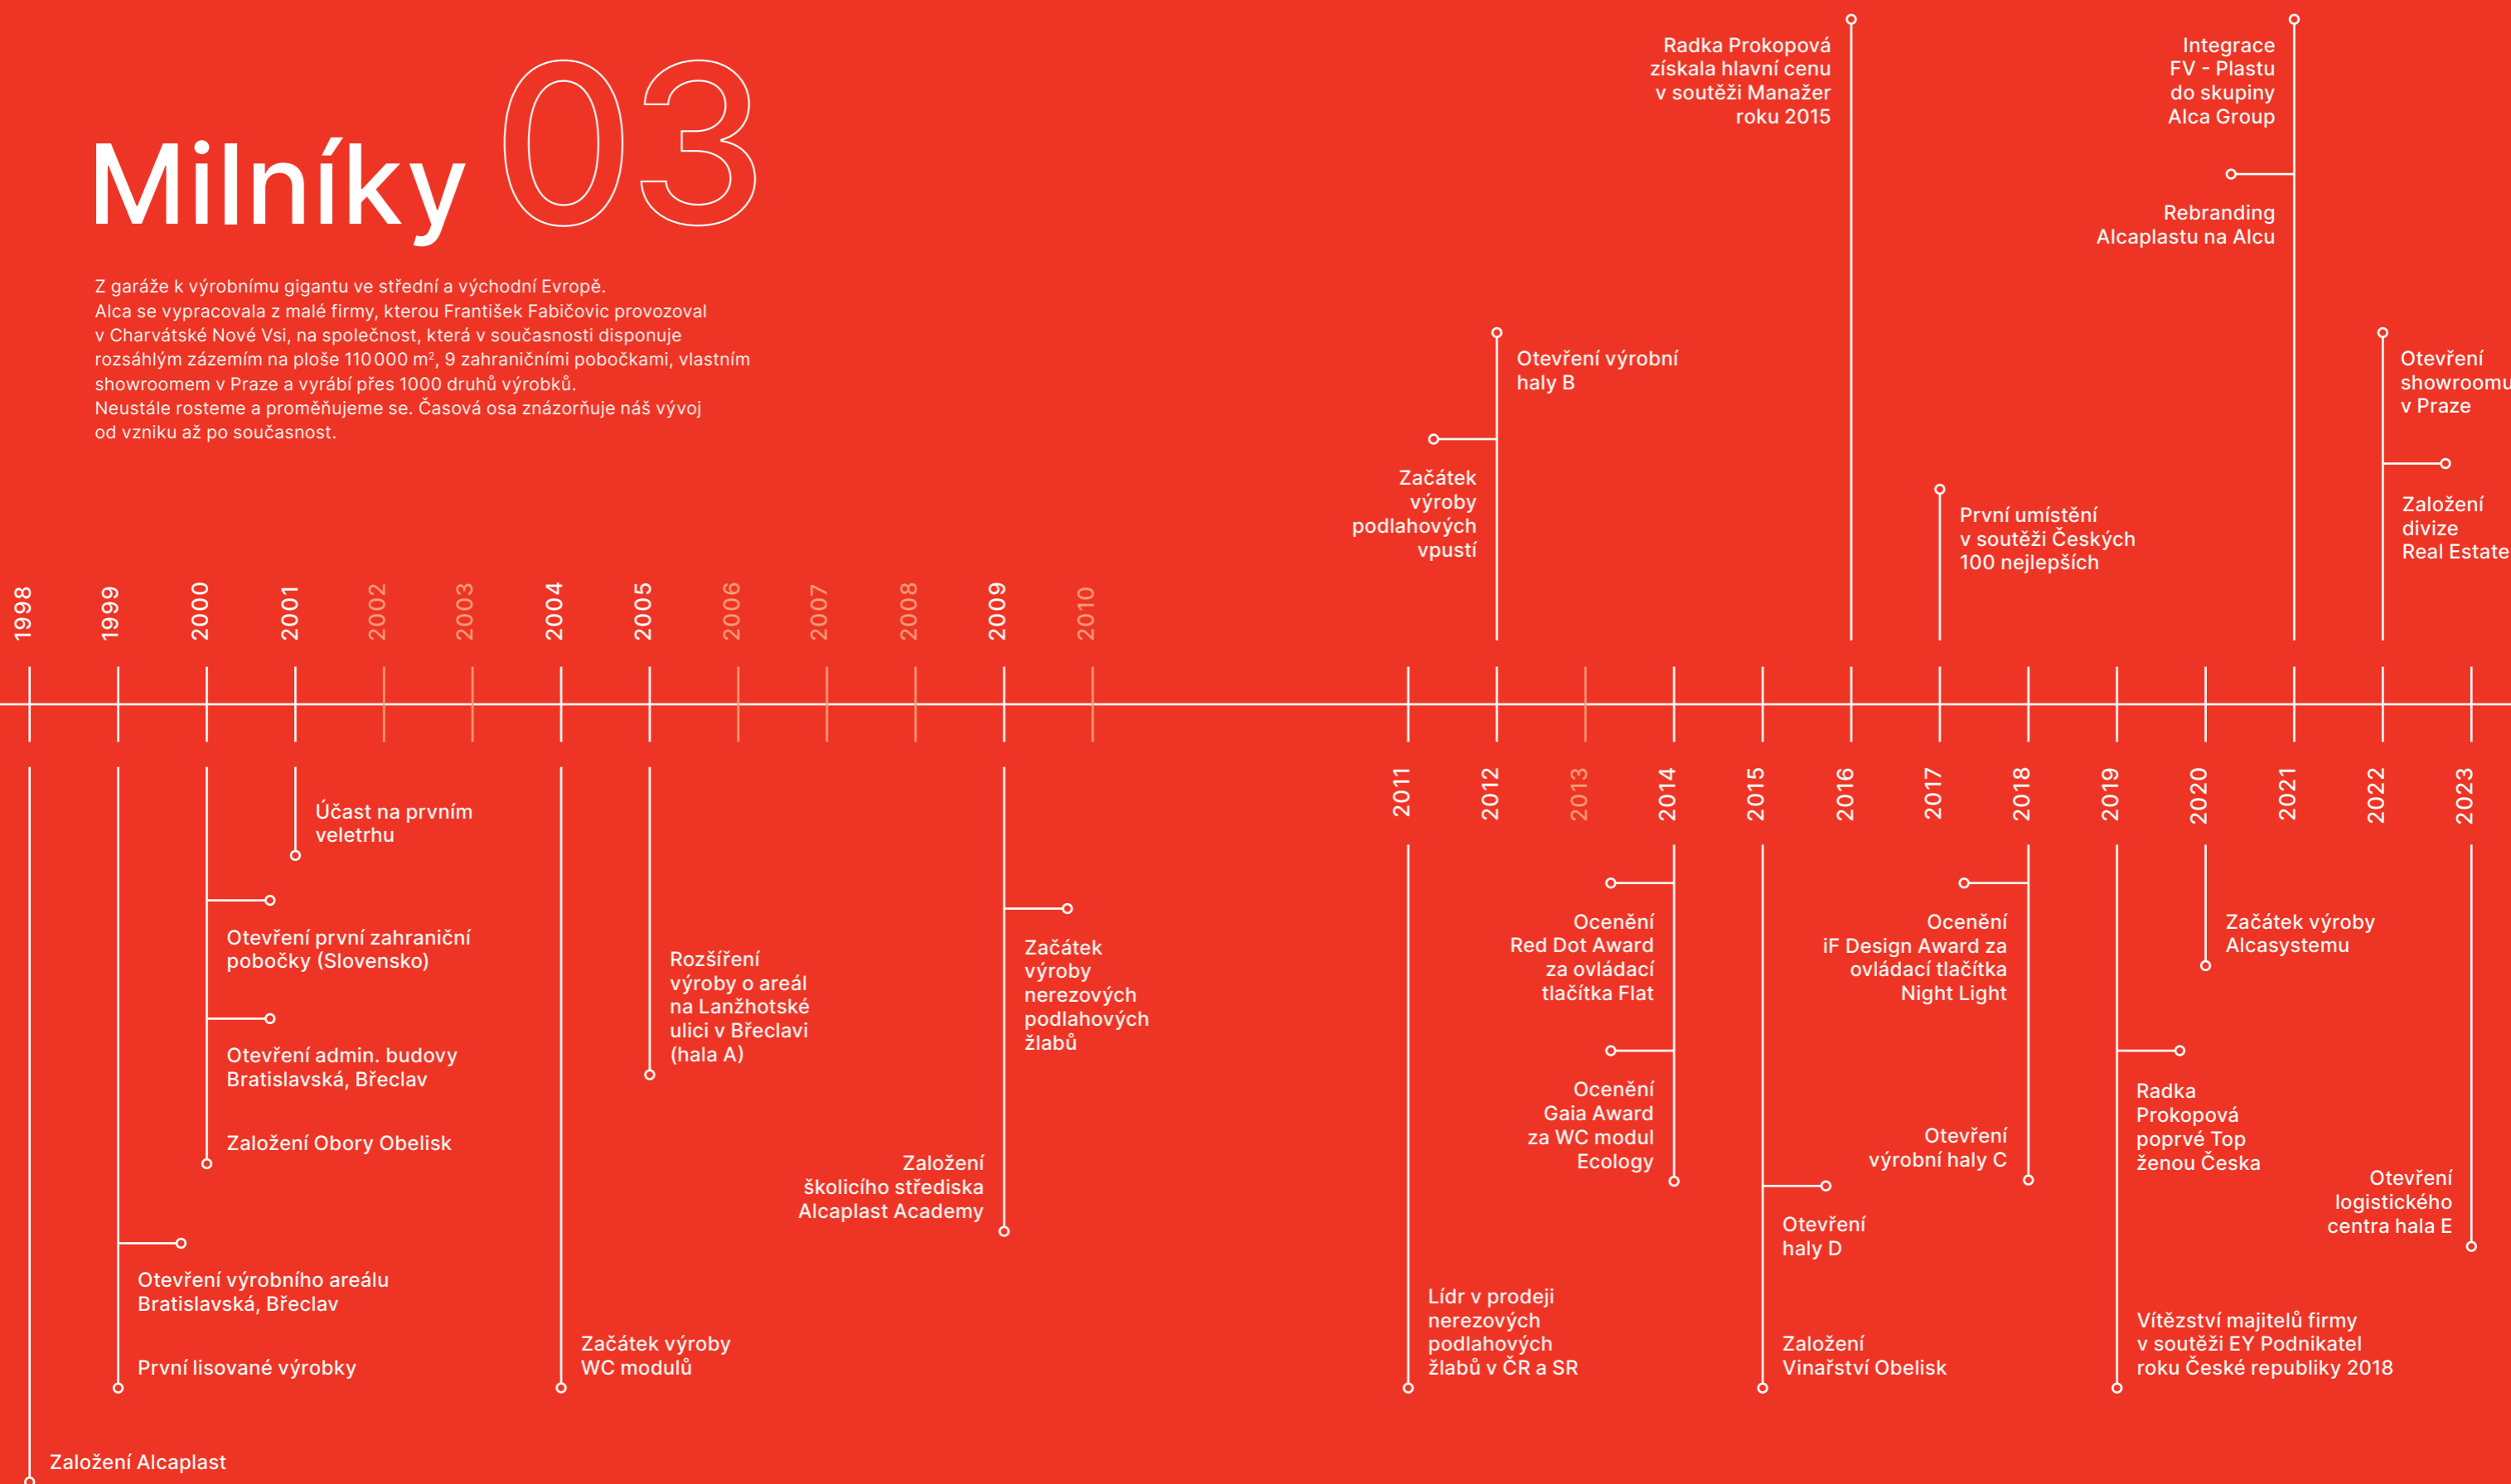 Milníky 03
Z garáže k výrobnímu gigantu ve střední a východní Evropě.
Alca se vypracovala z malé firmy, kterou František Fabičovic provozoval
v Charvátské Nové Vsi, na společnost, která v současnosti disponuje
rozsáhlým zázemím na ploše 110 000 m², 9 zahraničními pobočkami, vlastním
showroomem v Praze a vyrábí přes 1000 druhů výrobků.
Neustále rosteme a proměňujeme se. Časová osa znázorňuje náš vývoj
od vzniku až po současnost.
1998
1999
2000
2001
2002
2003
2004
2005
2006
2007
2008
2009
2010
Založení Alcaplast
Otevření výrobního areálu
Bratislavská, Břeclav
První lisované výrobky
Otevření první zahraniční
pobočky (Slovensko)
Otevření admin. budovy
Bratislavská, Břeclav
Založení Obory Obelisk
Účast na prvním
veletrhu
Začátek výroby
WC modulů
Rozšíření
výroby o areál
na Lanžhotské
ulici v Břeclavi
(hala A)
Začátek
výroby
nerezových
podlahových
žlabů
Založení
školicího střediska
Alcaplast Academy
2011
2012
2013
2014
2015
2016
2017
2018
2019
2020
2021
2022
2023
Lídr v prodeji
nerezových
podlahových
žlabů v ČR a SR
Otevření výrobní
haly B
Začátek
výroby
podlahových
vpustí
Ocenění
Red Dot Award
za ovládací
tlačítka Flat
Ocenění
Gaia Award
za WC modul
Ecology
Otevření
haly D
Založení
Vinařství Obelisk
Radka Prokopová
získala hlavní cenu
v soutěži Manažer
roku 2015
První umístění
v soutěži Českých
100 nejlepších
Ocenění
iF Design Award za
ovládací tlačítka
Night Light
Otevření
výrobní haly C
Radka
Prokopová
poprvé Top
ženou Česka
Vítězství majitelů firmy
v soutěži EY Podnikatel
roku České republiky 2018
Začátek výroby
Alcasystemu
Integrace
FV - Plastu
do skupiny
Alca Group
Rebranding
Alcaplastu na Alcu
Otevření
showroomu
v Praze
Založení
divize
Real Estate
Otevření
logistického
centra hala E